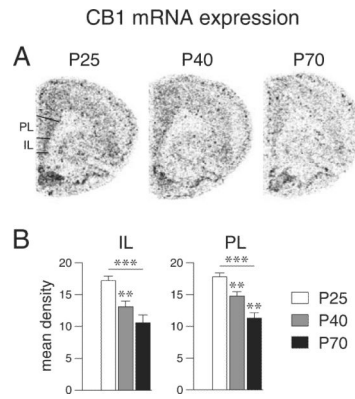 CB1 mRNA expression
A
P25 P40 P70
PL
IL
B
IL PL
*** ***
20 20
15 15
10 10
5 5
0 0
** ** **
mean density
P25
P40
P70